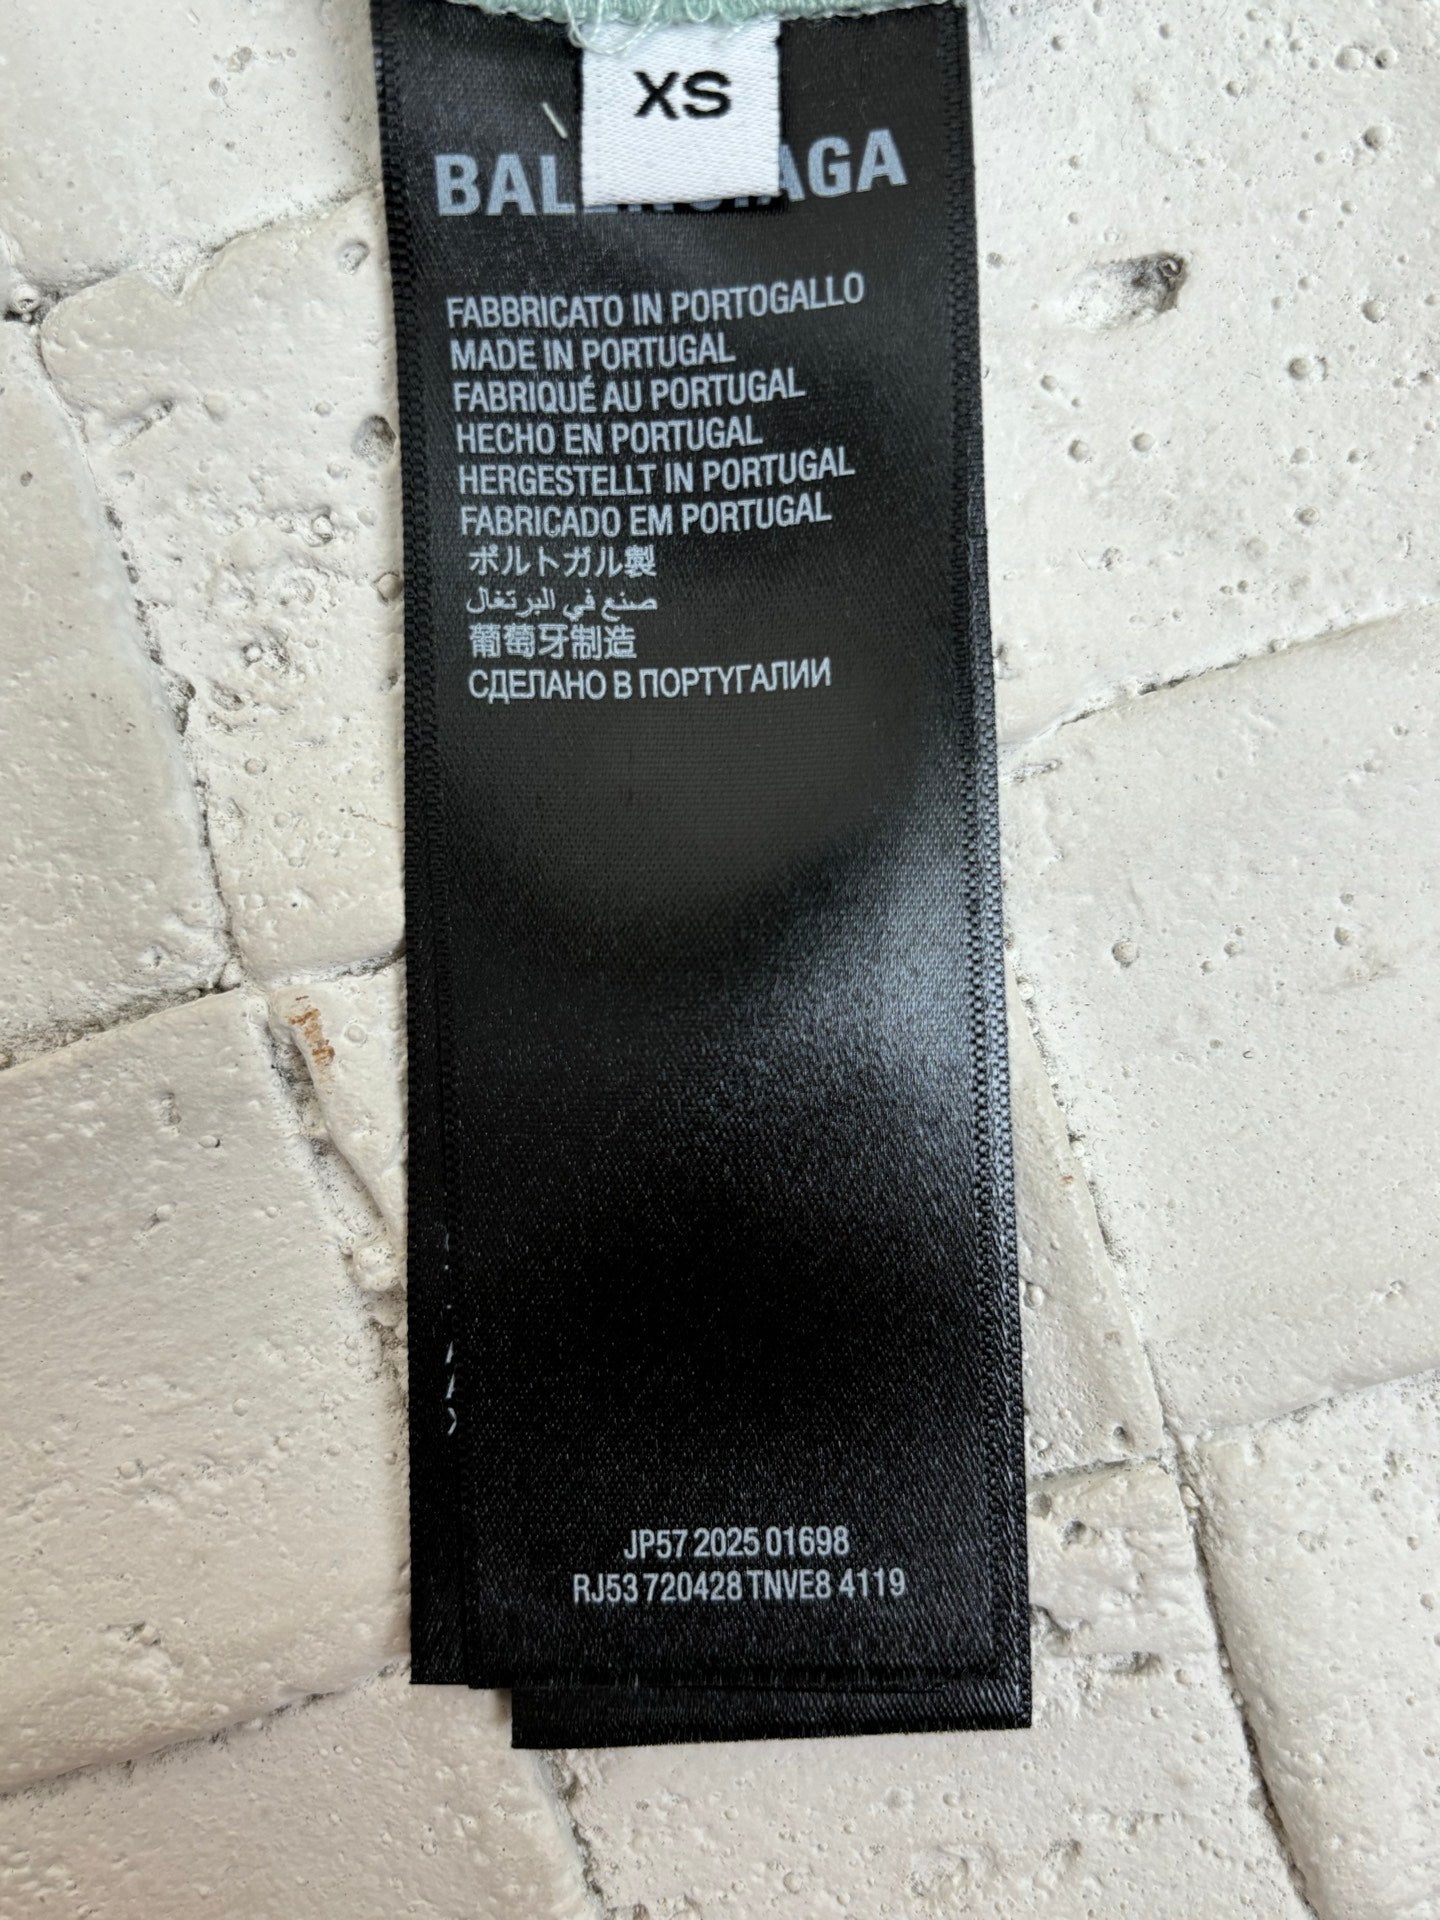 XS
BALENCIAGA
FABBRICATO IN PORTOGALLO
MADE IN PORTUGAL
FABRIQUÉ AU PORTUGAL
HECHO EN PORTUGAL
HERGESTELLT IN PORTUGAL
FABRICADO EM PORTUGAL
ポルトガル製
صنع في البرتغال
葡萄牙制造
СДЕЛАНО В ПОРТУГАЛИИ
JP57 2025 01698
RJ53 720428 TNVE8 4119